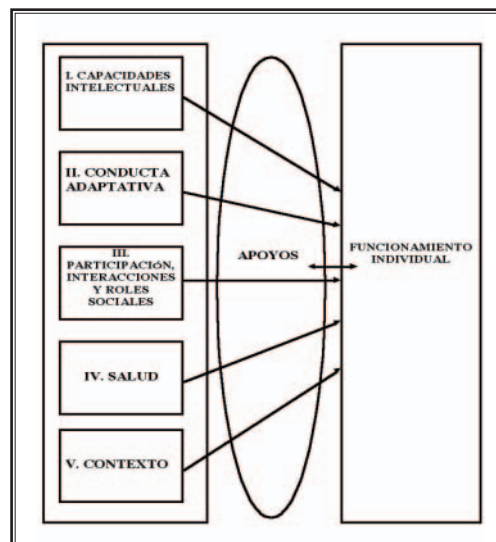 I. CAPACIDADES
INTELECTUALES
II. CONDUCTA
ADAPTATIVA
III.
PARTICIPACIÓN,
INTERACCIONES
Y ROLES
SOCIALES
IV. SALUD
V. CONTEXTO
APOYOS
FUNCIONAMIENTO
INDIVIDUAL